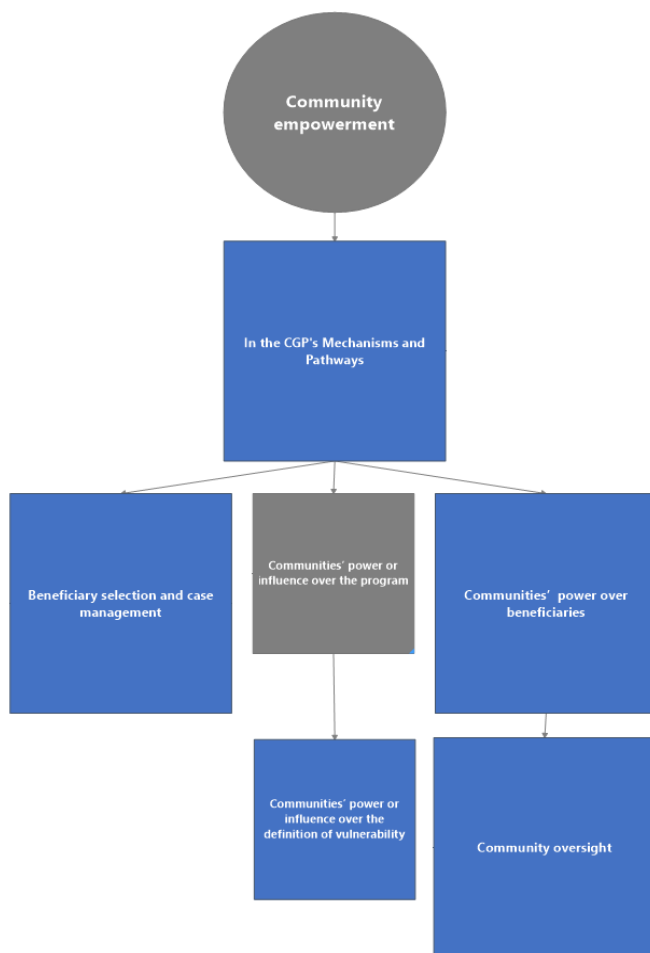 Community
empowerment
In the CGP's Mechanisms and
Pathways
Beneficiary selection and case
management
Communities' power or
influence over the program
Communities' power over
beneficiaries
Communities' power or
influence over the
definition of vulnerability
Community oversight